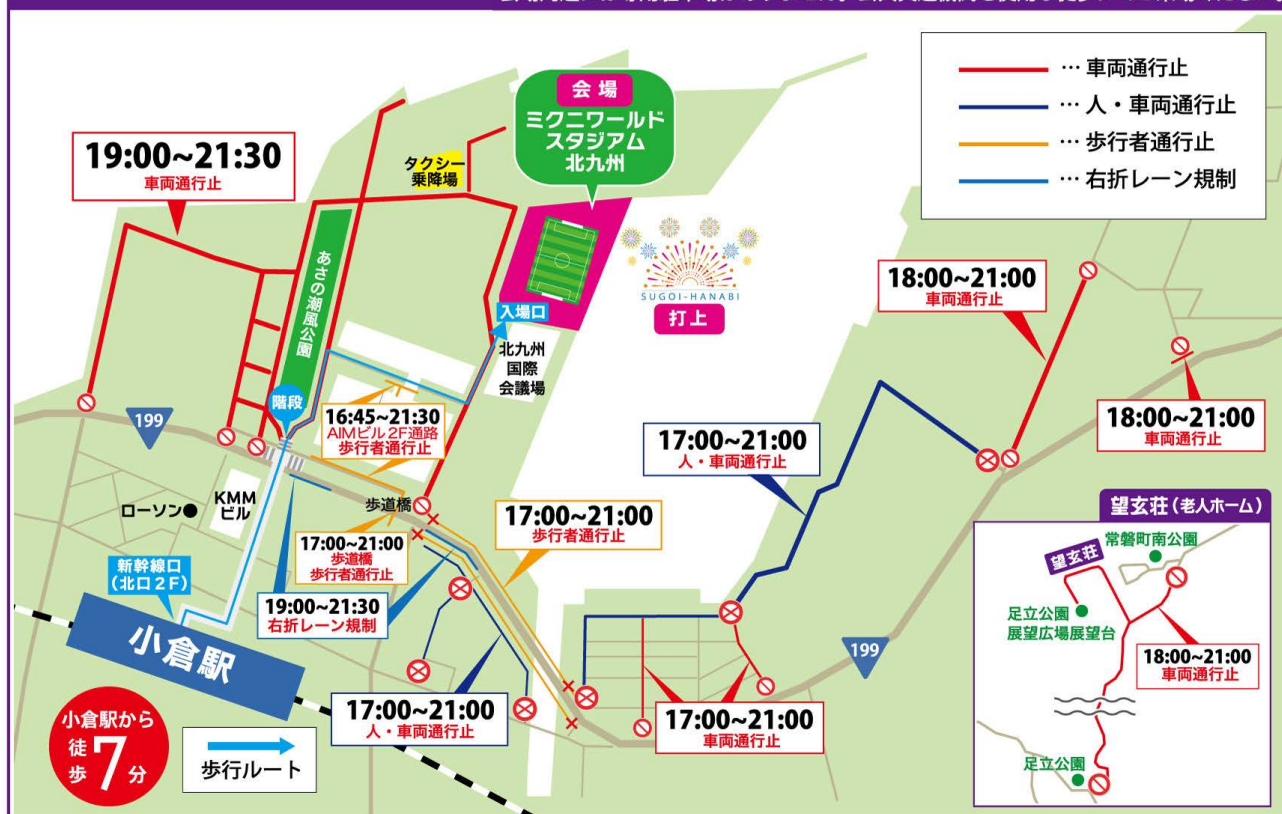 … 車両通行止
… 人・車両通行止
… 歩行者通行止
… 右折レーン規制
会場
ミクニワールド
スタジアム
北九州
19:00~21:30
車両通行止
タクシー
乗降場
あさの潮風公園
SUGOI-HANABI
打上
入場口
北九州
国際
会議場
18:00~21:00
車両通行止
18:00~21:00
車両通行止
階段
199
16:45~21:30
AIMビル2F通路
歩行者通行止
17:00~21:00
人・車両通行止
ローソン
KMM
ビル
歩道橋
17:00~21:00
歩行者通行止
17:00~21:00
歩道橋
歩行者通行止
新幹線口
(北口2F)
19:00~21:30
右折レーン規制
小倉駅
199
17:00~21:00
人・車両通行止
17:00~21:00
車両通行止
小倉駅から
徒歩7分
歩行ルート
望玄荘(老人ホーム)
常磐町南公園
望玄荘
足立公園
展望広場展望台
18:00~21:00
車両通行止
足立公園